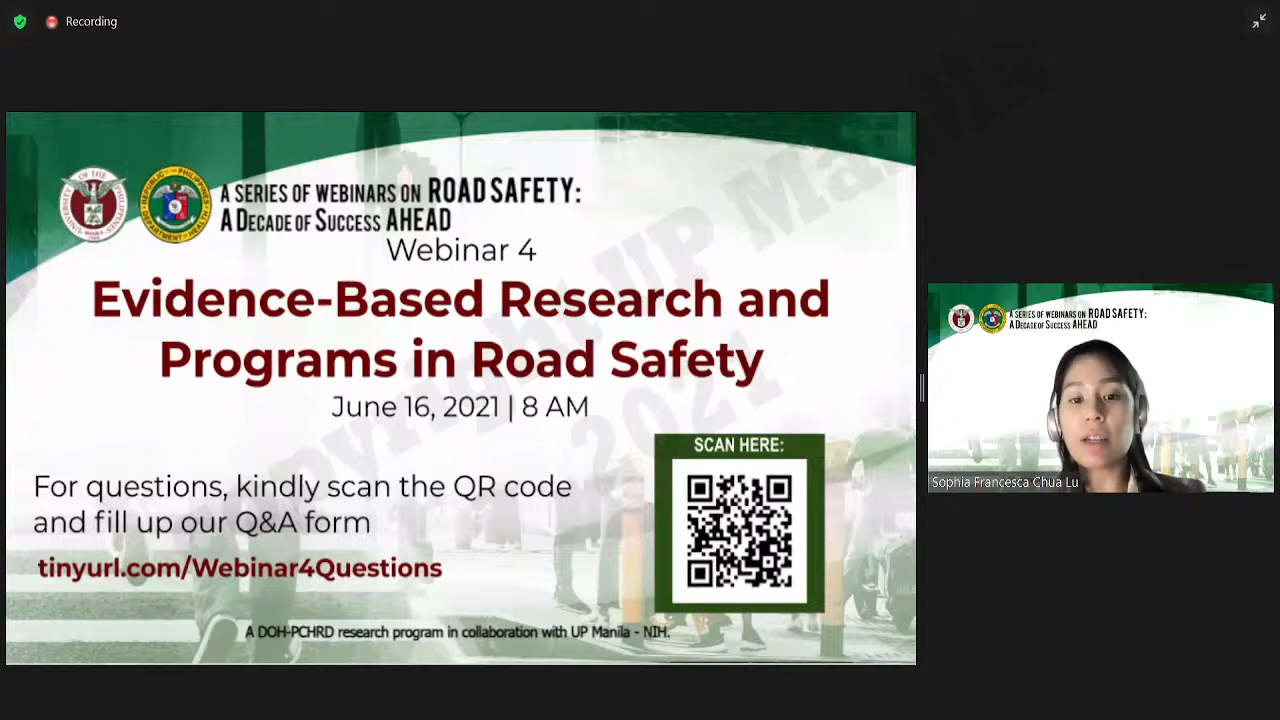 Recording
A SERIES OF WEBINARS ON ROAD SAFETY:
A DECADE OF SUCCESS AHEAD
Webinar 4
Evidence-Based Research and
Programs in Road Safety
June 16, 2021 | 8 AM
For questions, kindly scan the QR code
and fill up our Q&A form
tinyurl.com/Webinar4Questions
SCAN HERE:
A DOH-PCHRD research program in collaboration with UP Manila - NIH.
A SERIES OF WEBINARS ON ROAD SAFETY:
A DECADE OF SUCCESS AHEAD
Sophia Francesca Chua Lu
UP Manila
2021